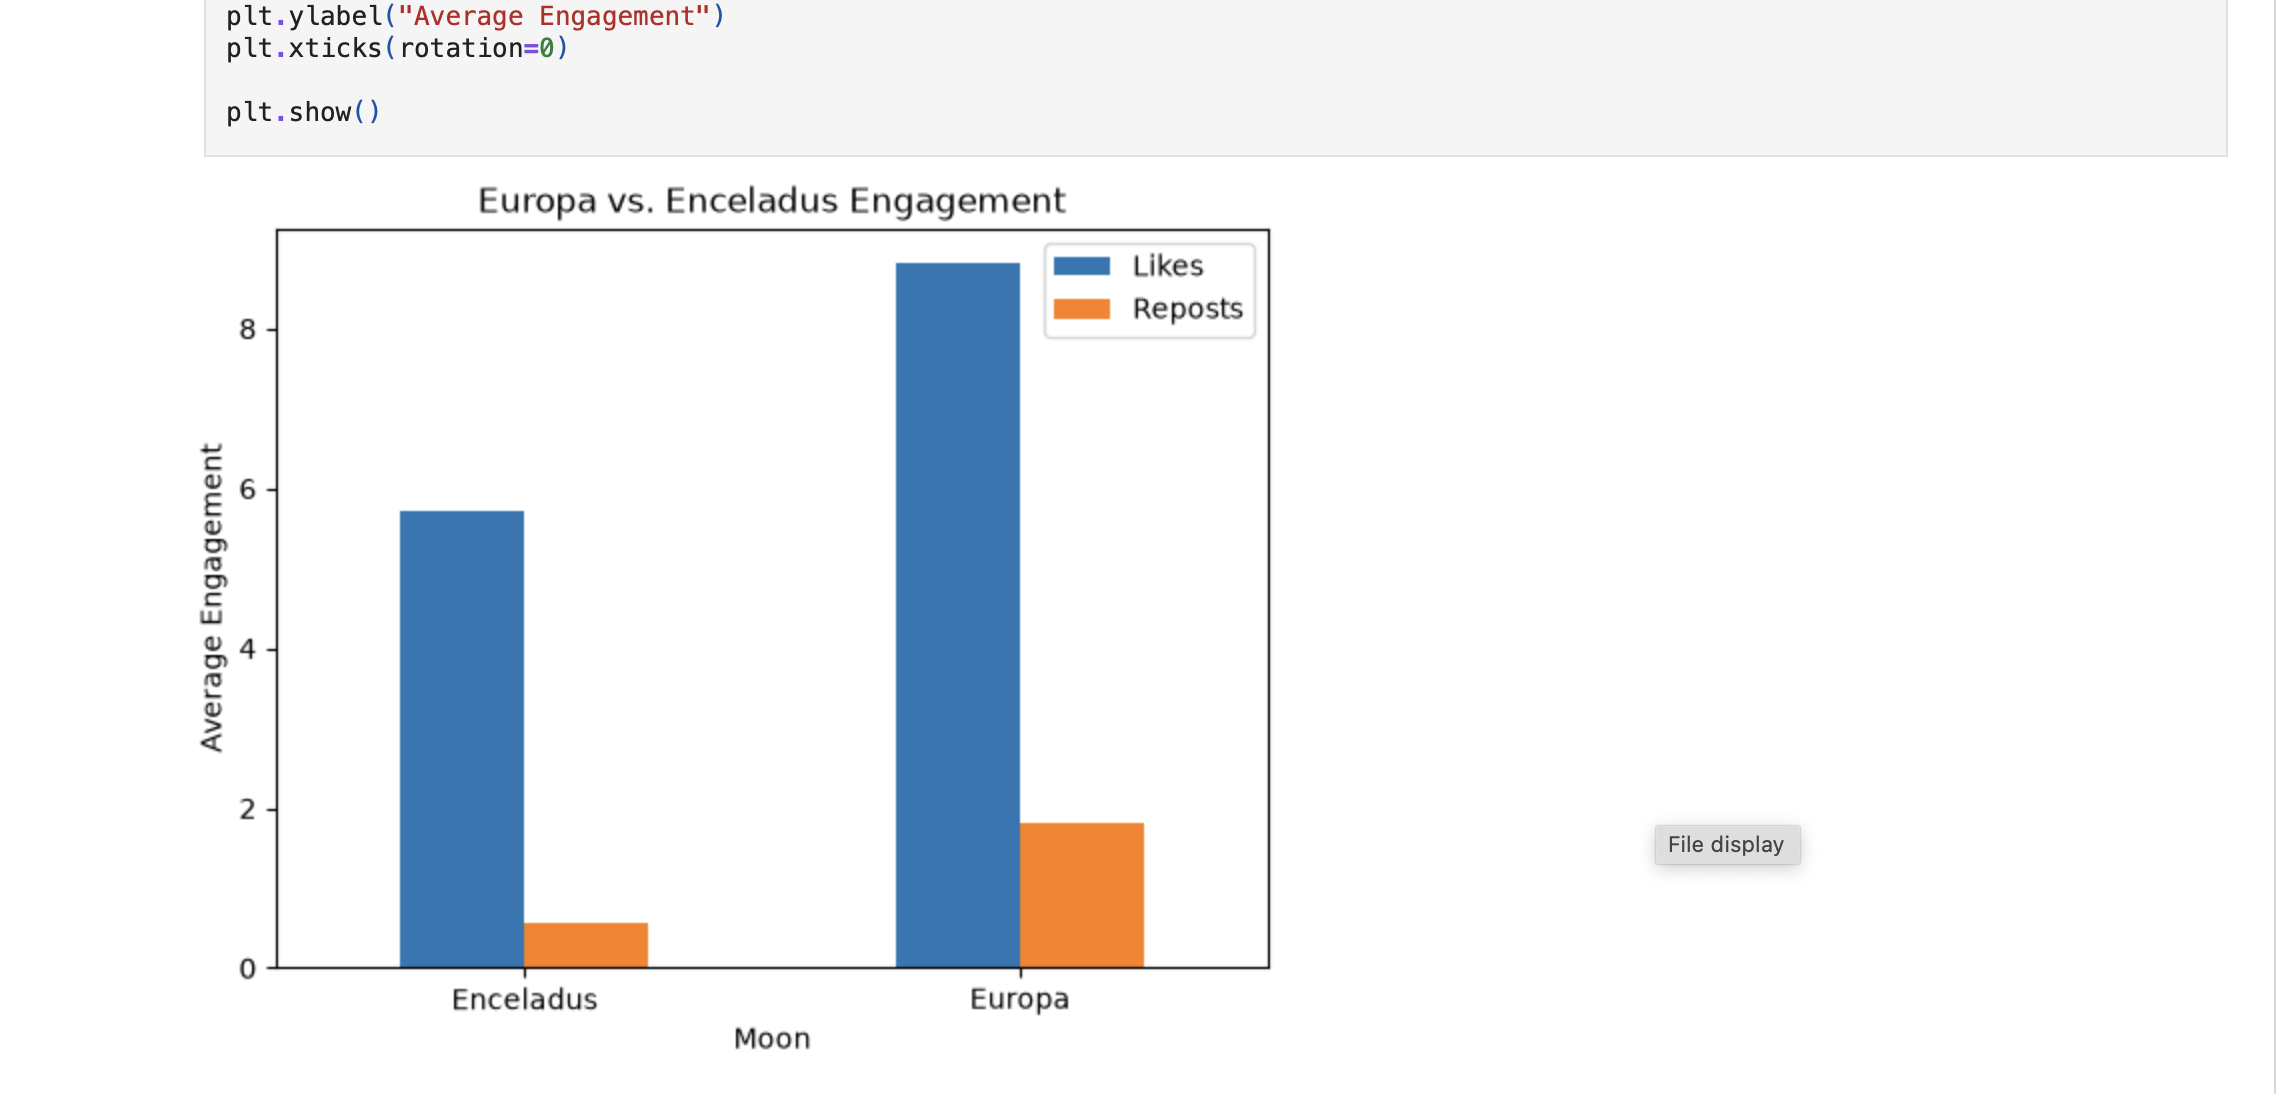 plt.ylabel("Average Engagement")
plt.xticks(rotation=0)
plt.show()
Europa vs. Enceladus Engagement
Likes
Reposts
8
6
4
2
0
Average Engagement
Enceladus
Europa
Moon
File display